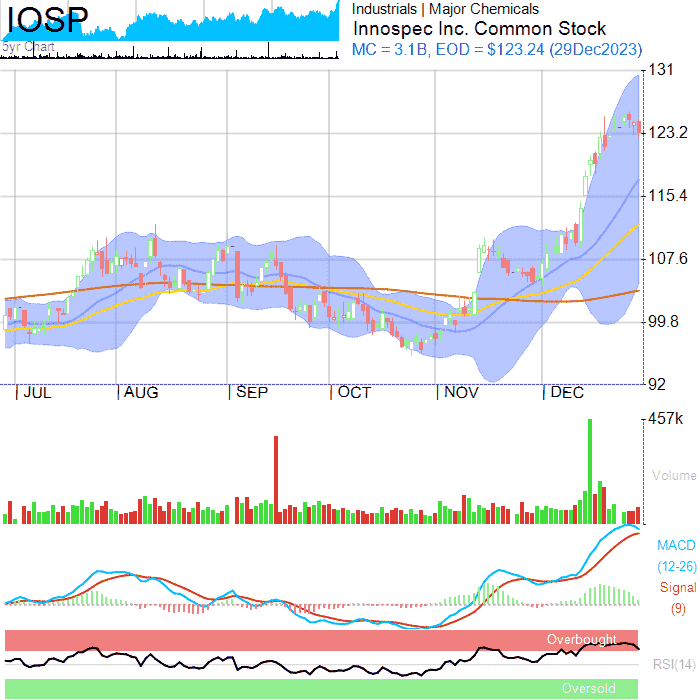 IOSP
5yr Chart
Industrials | Major Chemicals
Innospec Inc. Common Stock
MC = 3.1B, EOD = $123.24 (29Dec2023)
131
123.2
115.4
107.6
99.8
92
JUL
AUG
SEP
OCT
NOV
DEC
457k
Volume
MACD
(12-26)
Signal
(9)
Overbought
RSI(14)
Oversold